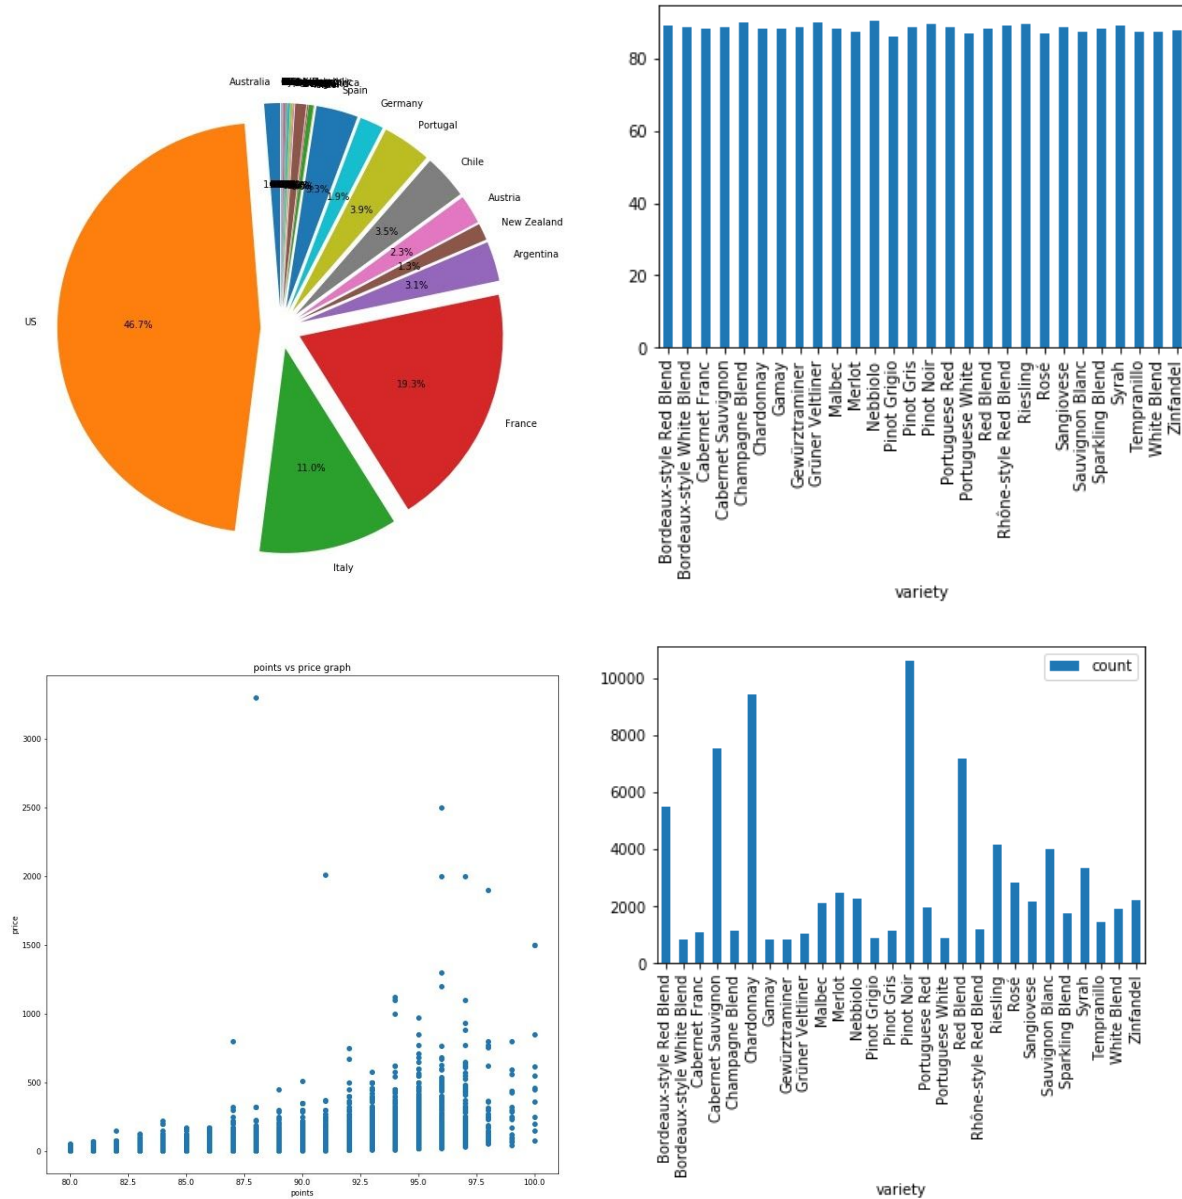 Australia
Spain
Germany
Portugal
Chile
Austria
New Zealand
Argentina
France
Italy
US
3.3%
1.9%
3.9%
3.5%
2.3%
1.3%
3.1%
19.3%
11.0%
46.7%
80
60
40
20
0
Bordeaux-style Red Blend
Bordeaux-style White Blend
Cabernet Franc
Cabernet Sauvignon
Champagne Blend
Chardonnay
Gamay
Gewürztraminer
Grüner Veltliner
Malbec
Merlot
Nebbiolo
Pinot Grigio
Pinot Gris
Pinot Noir
Portuguese Red
Portuguese White
Red Blend
Rhône-style Red Blend
Riesling
Rosé
Sangiovese
Sauvignon Blanc
Sparkling Blend
Syrah
Tempranillo
White Blend
Zinfandel
variety
points vs price graph
price
3000
2500
2000
1500
1000
500
0
80.0 82.5 85.0 87.5 90.0 92.5 95.0 97.5 100.0
points
count
10000
8000
6000
4000
2000
0
Bordeaux-style Red Blend
Bordeaux-style White Blend
Cabernet Franc
Cabernet Sauvignon
Champagne Blend
Chardonnay
Gamay
Gewürztraminer
Grüner Veltliner
Malbec
Merlot
Nebbiolo
Pinot Grigio
Pinot Gris
Pinot Noir
Portuguese Red
Portuguese White
Red Blend
Rhône-style Red Blend
Riesling
Rosé
Sangiovese
Sauvignon Blanc
Sparkling Blend
Syrah
Tempranillo
White Blend
Zinfandel
variety